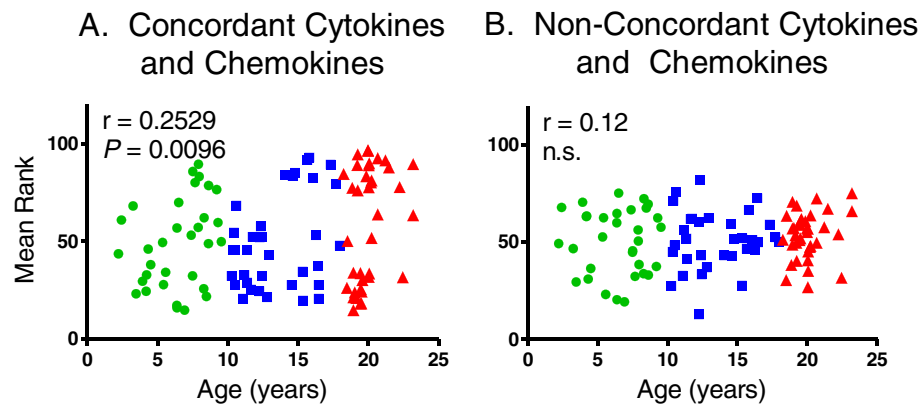 A. Concordant Cytokines
and Chemokines
r = 0.2529
P = 0.0096
Mean Rank
100
50
0
0 5 10 15 20 25
Age (years)
B. Non-Concordant Cytokines
and Chemokines
r = 0.12
n.s.
100
50
0
0 5 10 15 20 25
Age (years)